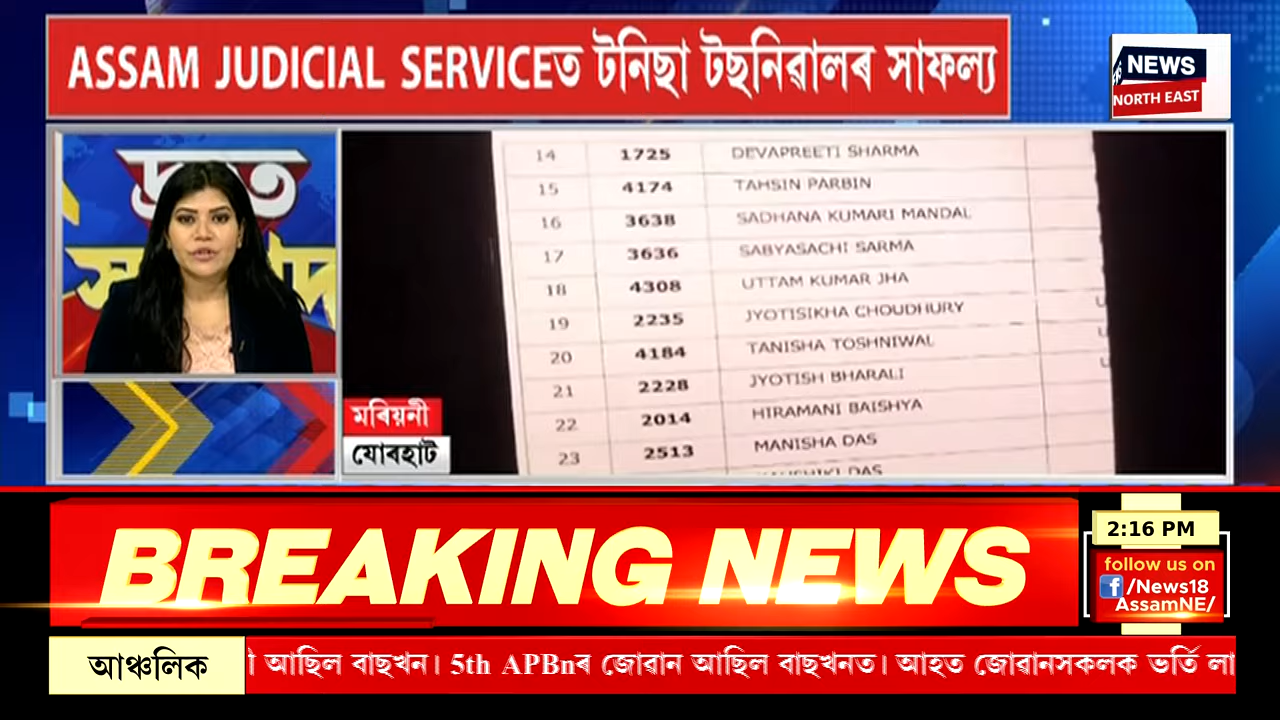 ASSAM JUDICIAL SERVICEত টনিছা টছনিৱালৰ সাফল্য
NEWS
NORTH EAST
দ্ৰুত
14 1725 DEVAPREETI SHARMA
15 4174 TAHSIN PARBIN
16 3638 SADHANA KUMARI MANDAL
17 3636 SABYASACHI SARMA
18 4308 UTTAM KUMAR JHA
19 2235 JYOTISIKHA CHOUDHURY
20 4184 TANISHA TOSHNIWAL
21 2228 JYOTISH BHARALI
22 2014 HIRAMANI BAISHYA
23 2513 MANISHA DAS
DAS
মৰিয়নী
যোৰহাট
BREAKING NEWS
2:16 PM
follow us on
f/News18
AssamNE/
আঞ্চলিক
আছিল বাছখন। 5th APBnৰ জোৱান আছিল বাছখনত। আহত জোৱানসকলক ভৰ্তি লা